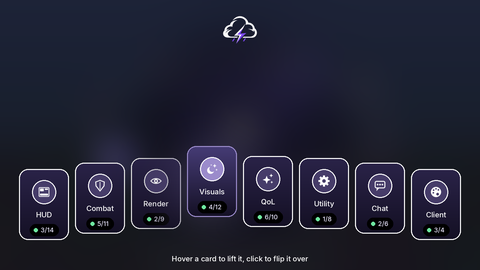 HUD
3/14
Combat
5/11
Render
2/9
Visuals
4/12
QoL
6/10
Utility
1/8
Chat
2/6
Client
3/4
Hover a card to lift it, click to flip it over